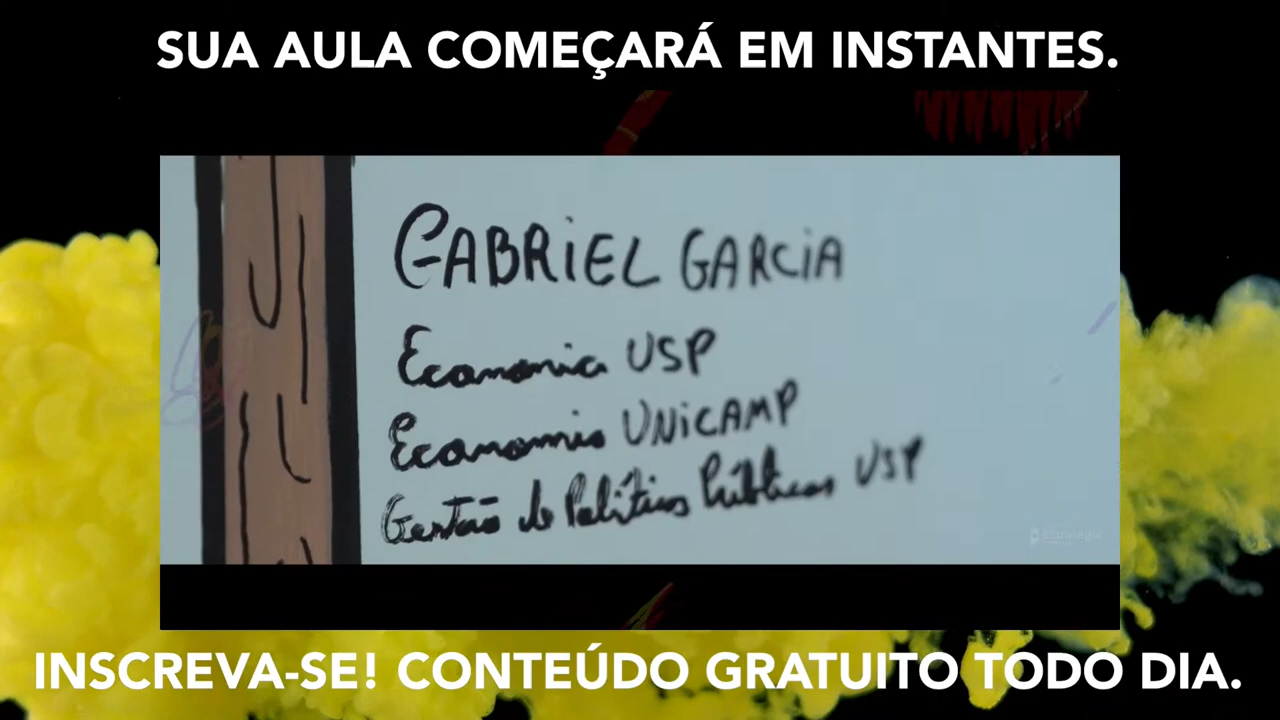 SUA AULA COMEÇARÁ EM INSTANTES.
GABRiEL GARCiA
Economia USP
Economia UNiCAMP
Gestão de Políticas Públicas USP
Estratégia
INSCREVA-SE! CONTEÚDO GRATUITO TODO DIA.